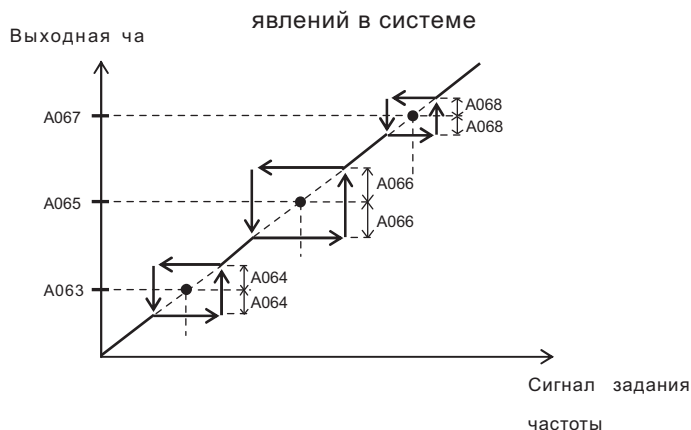 явлений в системе
Выходная ча
A067
A068
A068
A065
A066
A066
A063
A064
A064
Сигнал задания
частоты